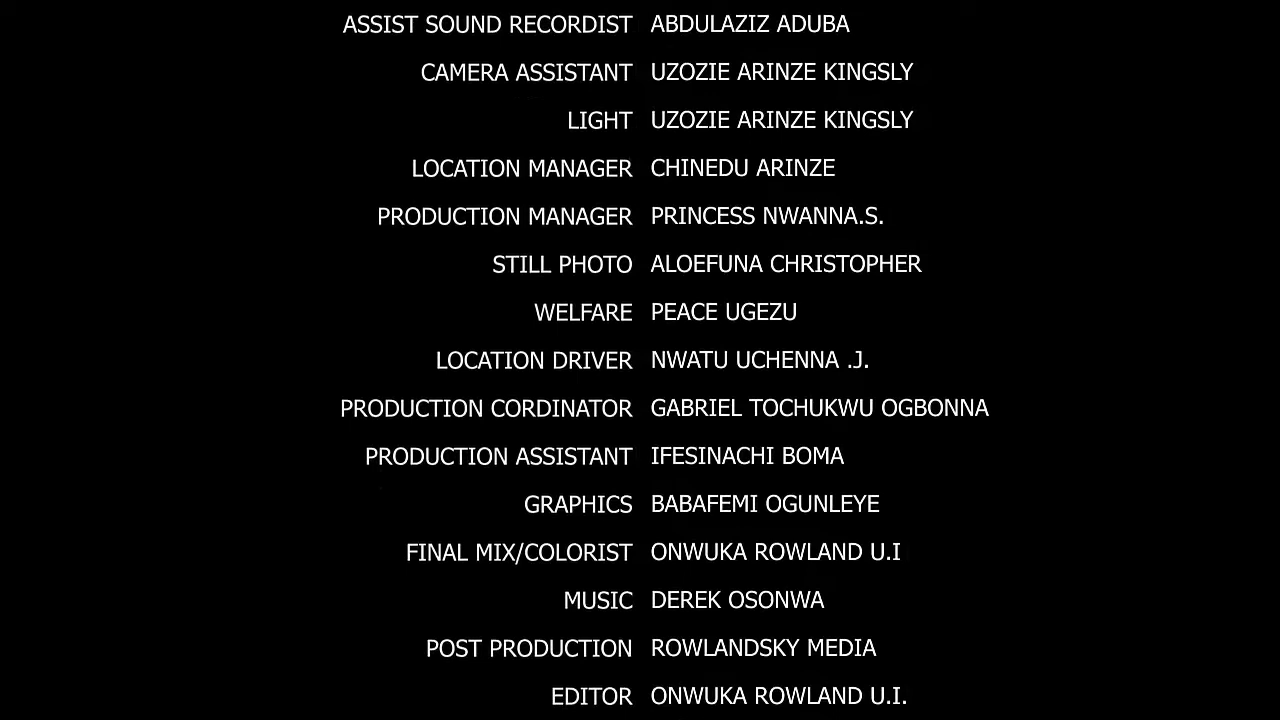 ASSIST SOUND RECORDIST ABDULAZIZ ADUBA
CAMERA ASSISTANT UZOZIE ARINZE KINGSLY
LIGHT UZOZIE ARINZE KINGSLY
LOCATION MANAGER CHINEDU ARINZE
PRODUCTION MANAGER PRINCESS NWANNA.S.
STILL PHOTO ALOEFUNA CHRISTOPHER
WELFARE PEACE UGEZU
LOCATION DRIVER NWATU UCHENNA .J.
PRODUCTION CORDINATOR GABRIEL TOCHUKWU OGBONNA
PRODUCTION ASSISTANT IFESINACHI BOMA
GRAPHICS BABAFEMI OGUNLEYE
FINAL MIX/COLORIST ONWUKA ROWLAND U.I
MUSIC DEREK OSONWA
POST PRODUCTION ROWLANDSKY MEDIA
EDITOR ONWUKA ROWLAND U.I.